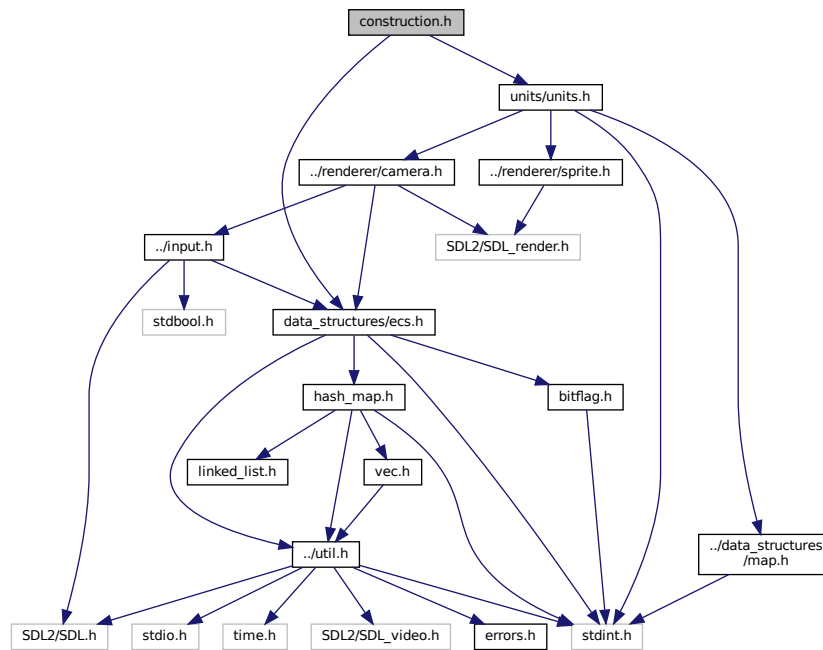 construction.h
units/units.h
../renderer/camera.h
../renderer/sprite.h
../input.h
SDL2/SDL_render.h
stdbool.h
data_structures/ecs.h
hash_map.h
bitflag.h
linked_list.h
vec.h
../util.h
../data_structures
/map.h
SDL2/SDL.h
stdio.h
time.h
SDL2/SDL_video.h
errors.h
stdint.h